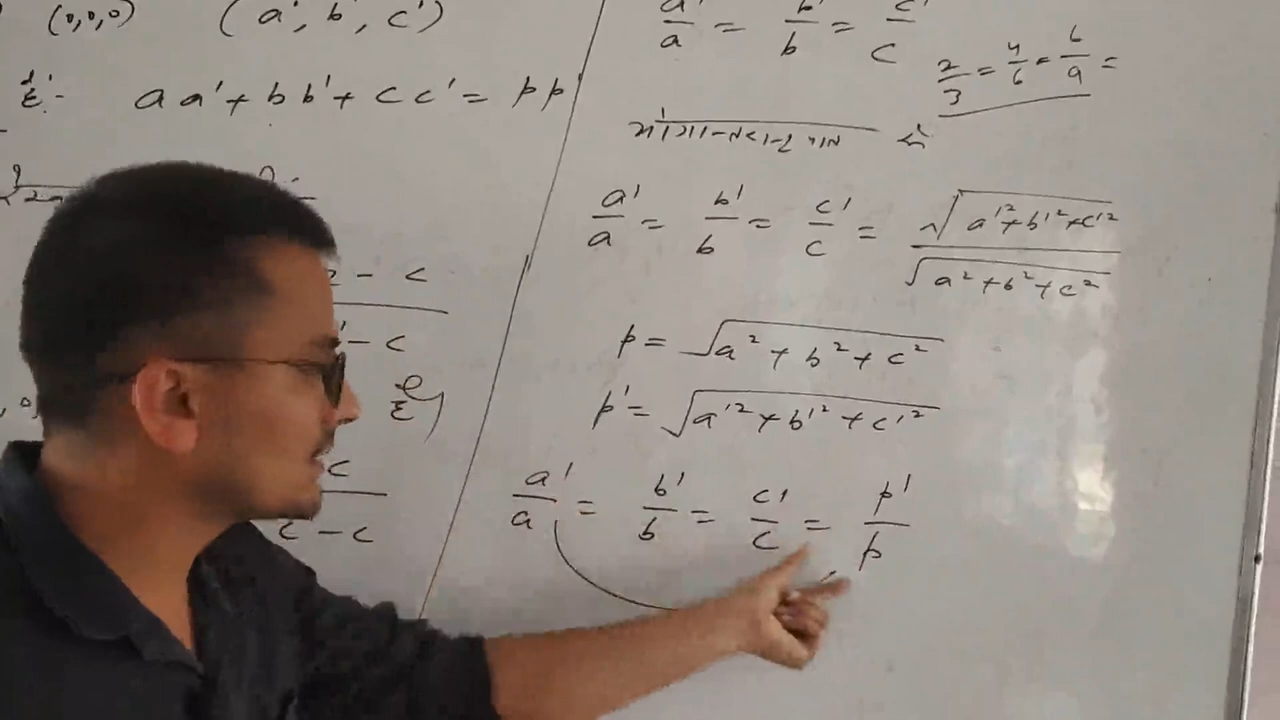 (0,0,0) (a', b', c')
aa' + bb' + cc' = pp'
2 - c
' - c
c
c - c
a'/a = b'/b = c'/c
2/3 = 4/6 = 6/9 =
a'/a = b'/b = c'/c = √(a'² + b'² + c'²) / √(a² + b² + c²)
p = √(a² + b² + c²)
p' = √(a'² + b'² + c'²)
a'/a = b'/b = c'/c = p'/p